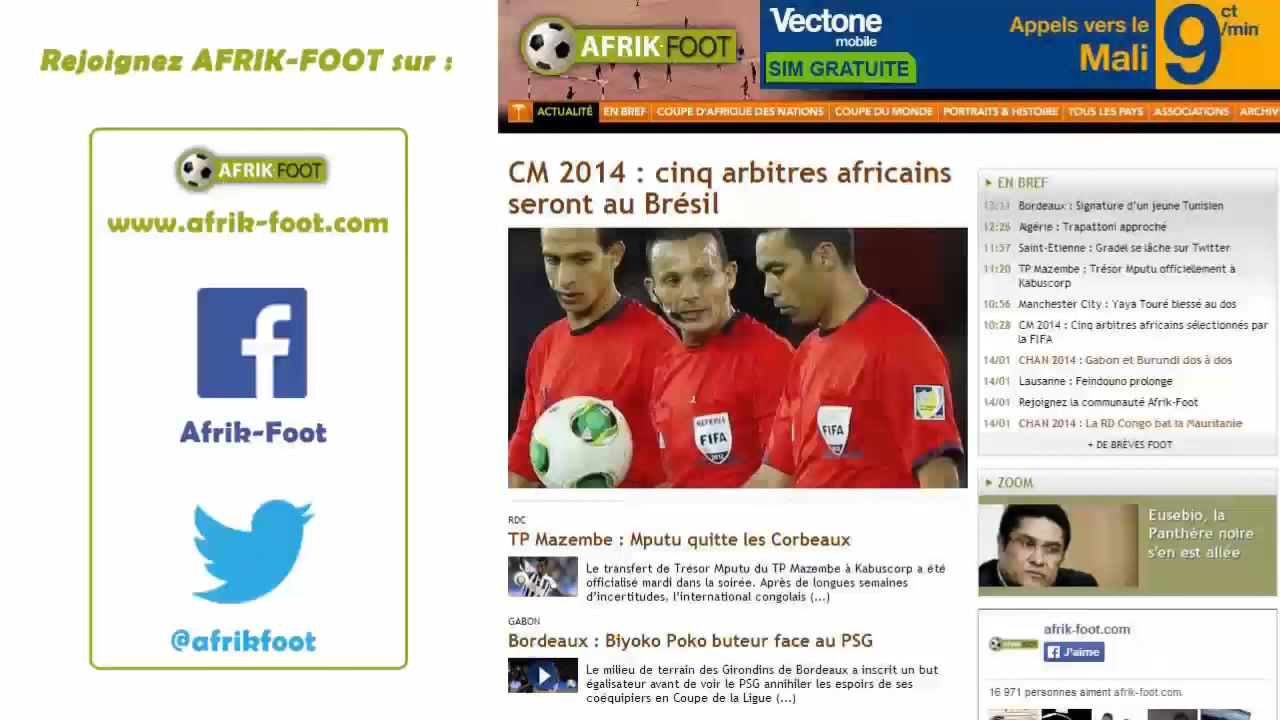 Rejoignez AFRIK-FOOT sur :
AFRIK FOOT
www.afrik-foot.com
f
Afrik-Foot
@afrikfoot
AFRIK-FOOT
Vectone
mobile
SIM GRATUITE
Appels vers le
Mali
9 ct
/min
ACTUALITÉ
EN BREF
COUPE D'AFRIQUE DES NATIONS
COUPE DU MONDE
PORTRAITS & HISTOIRE
TOUS LES PAYS
ASSOCIATIONS
ARCHIV
CM 2014 : cinq arbitres africains
seront au Brésil
REFEREE
FIFA
FIFA
RDC
TP Mazembe : Mputu quitte les Corbeaux
Le transfert de Trésor Mputu du TP Mazembe à Kabuscorp a été
officialisé mardi dans la soirée. Après de longues semaines
d'incertitudes, l'international congolais (...)
GABON
Bordeaux : Biyoko Poko buteur face au PSG
Le milieu de terrain des Girondins de Bordeaux a inscrit un but
égalisateur avant de voir le PSG annihiler les espoirs de ses
coéquipiers en Coupe de la Ligue (...)
EN BREF
Bordeaux : Signature d'un jeune Tunisien
12:26 Algérie : Trapattoni approché
11:57 Saint-Etienne : Gradel se lâche sur Twitter
11:20 TP Mazembe : Trésor Mputu officiellement à
Kabuscorp
10:56 Manchester City : Yaya Touré blessé au dos
10:28 CM 2014 : Cinq arbitres africains sélectionnés par
la FIFA
14/01 CHAN 2014 : Gabon et Burundi dos à dos
14/01 Lausanne : Feindouno prolonge
14/01 Rejoignez la communauté Afrik-Foot
14/01 CHAN 2014 : La RD Congo bat la Mauritanie
+ DE BRÈVES FOOT
ZOOM
Eusebio, la
Panthère noire
s'en est allée
afrik-foot.com
f J'aime
16 971 personnes aiment afrik-foot.com.